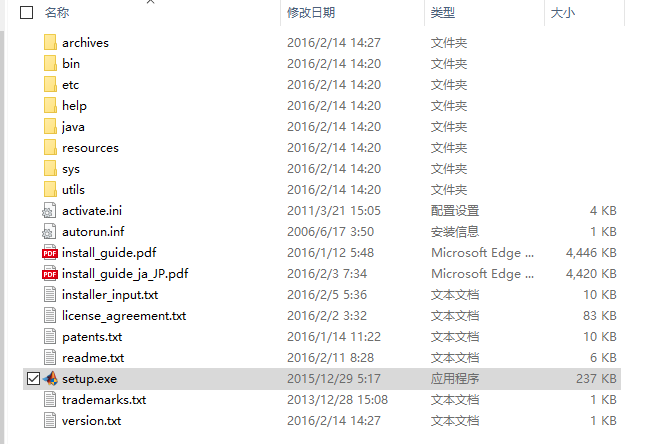 名称 修改日期 类型 大小
archives 2016/2/14 14:27 文件夹
bin 2016/2/14 14:20 文件夹
etc 2016/2/14 14:20 文件夹
help 2016/2/14 14:20 文件夹
java 2016/2/14 14:20 文件夹
resources 2016/2/14 14:20 文件夹
sys 2016/2/14 14:20 文件夹
utils 2016/2/14 14:20 文件夹
activate.ini 2011/3/21 15:05 配置设置 4 KB
autorun.inf 2006/6/17 3:50 安装信息 1 KB
PDF install_guide.pdf 2016/1/12 5:48 Microsoft Edge ... 4,446 KB
PDF install_guide_ja_JP.pdf 2016/2/3 7:34 Microsoft Edge ... 4,420 KB
installer_input.txt 2016/2/5 5:36 文本文档 10 KB
license_agreement.txt 2016/2/2 3:32 文本文档 83 KB
patents.txt 2016/1/14 11:22 文本文档 10 KB
readme.txt 2016/2/11 8:28 文本文档 6 KB
setup.exe 2015/12/29 5:17 应用程序 237 KB
trademarks.txt 2013/12/28 15:08 文本文档 1 KB
version.txt 2016/2/14 14:27 文本文档 1 KB